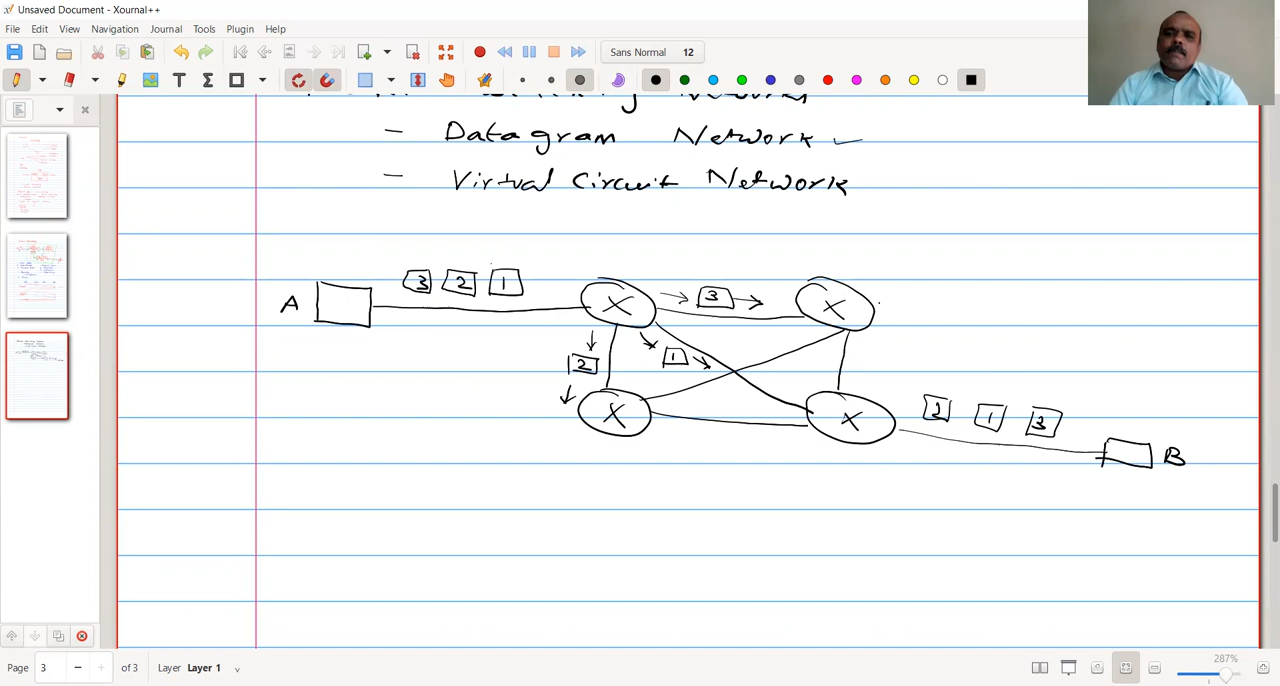 Unsaved Document - Xournal++
File Edit View Navigation Journal Tools Plugin Help
Sans Normal 12
- Datagram Network
- Virtual Circuit Network
A 3 2 1 X 3 X
2 1
X X 2 1 3
B
Page 3 of 3 Layer Layer 1 287%